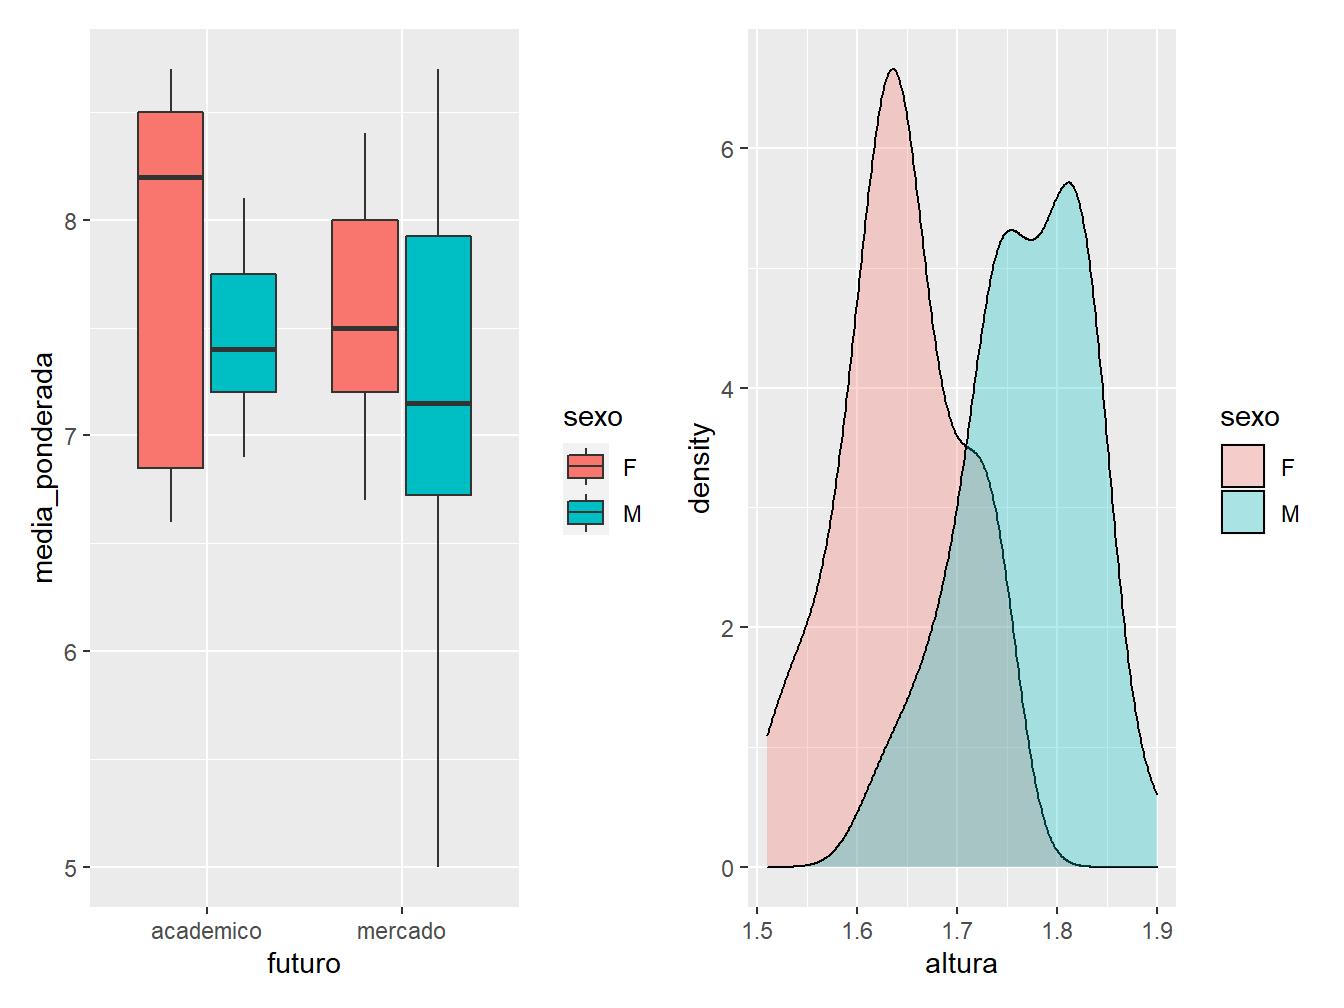 media_ponderada
8
7
6
5
academico mercado
futuro
sexo
F
M
density
6
4
2
0
1.5 1.6 1.7 1.8 1.9
altura
sexo
F
M